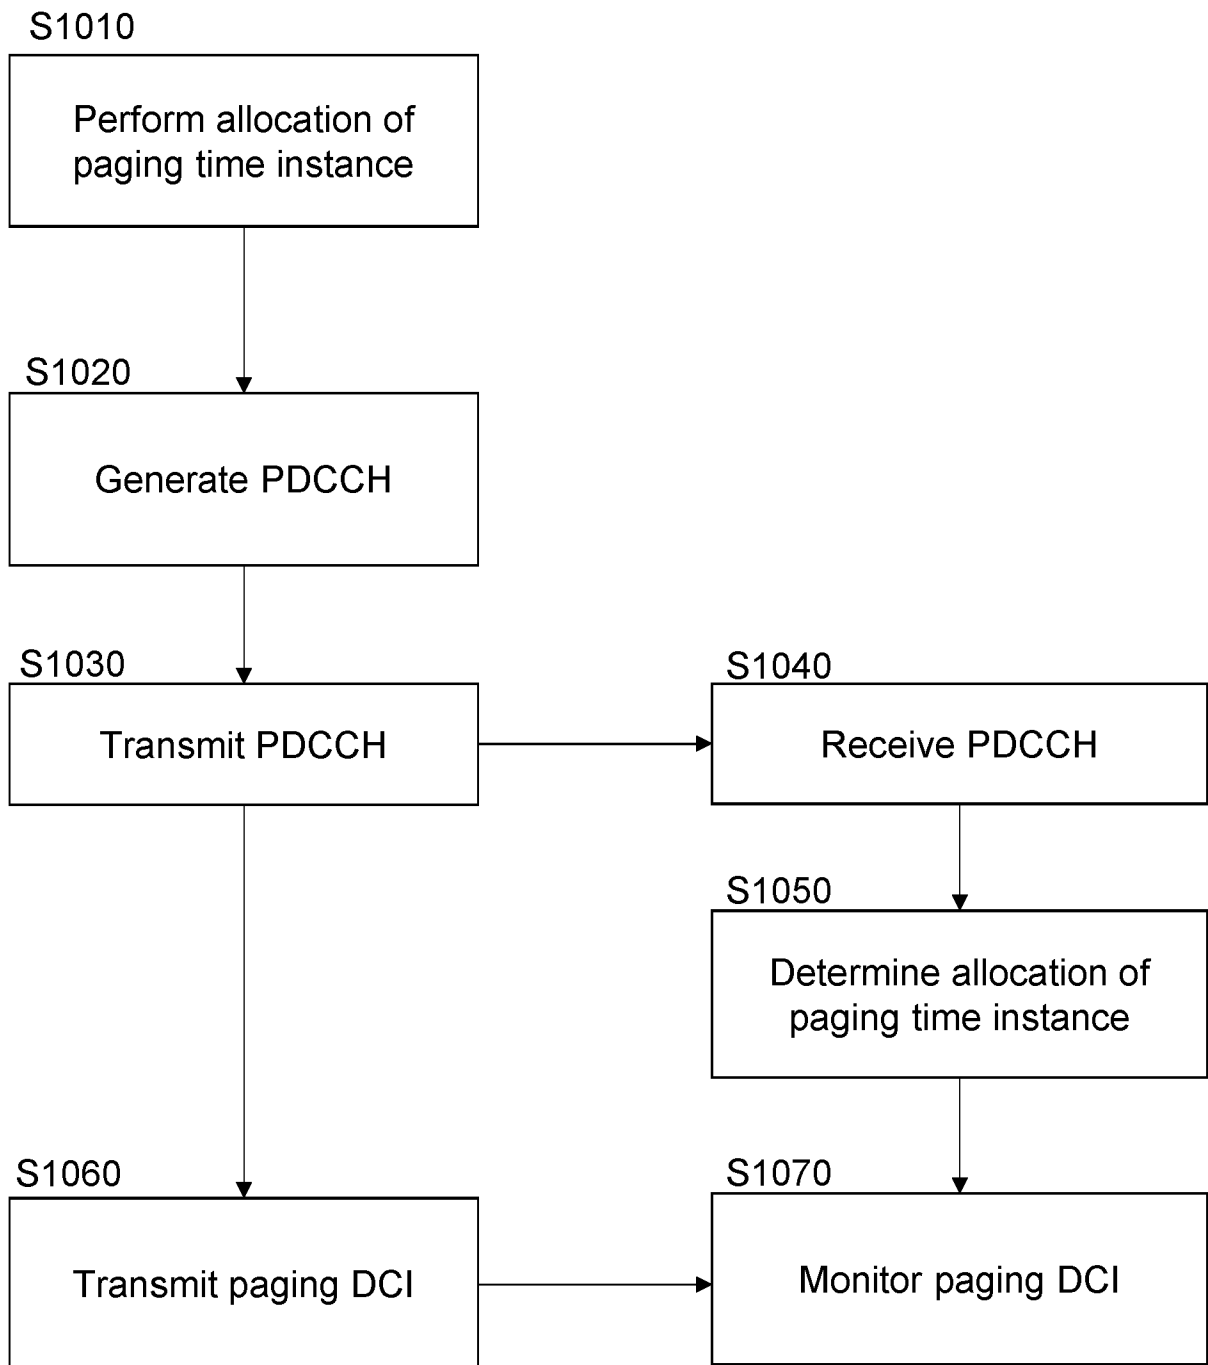 S1010
Perform allocation of
paging time instance
S1020
Generate PDCCH
S1030
Transmit PDCCH
S1040
Receive PDCCH
S1050
Determine allocation of
paging time instance
S1060
Transmit paging DCI
S1070
Monitor paging DCI